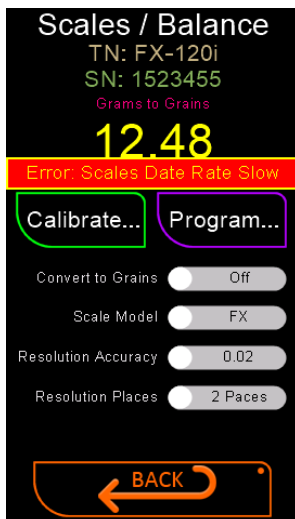 Scales / Balance
TN: FX-120i
SN: 1523455
Grams to Grains
12.48
Error: Scales Date Rate Slow
Calibrate... Program...
Convert to Grains Off
Scale Model FX
Resolution Accuracy 0.02
Resolution Places 2 Paces
BACK